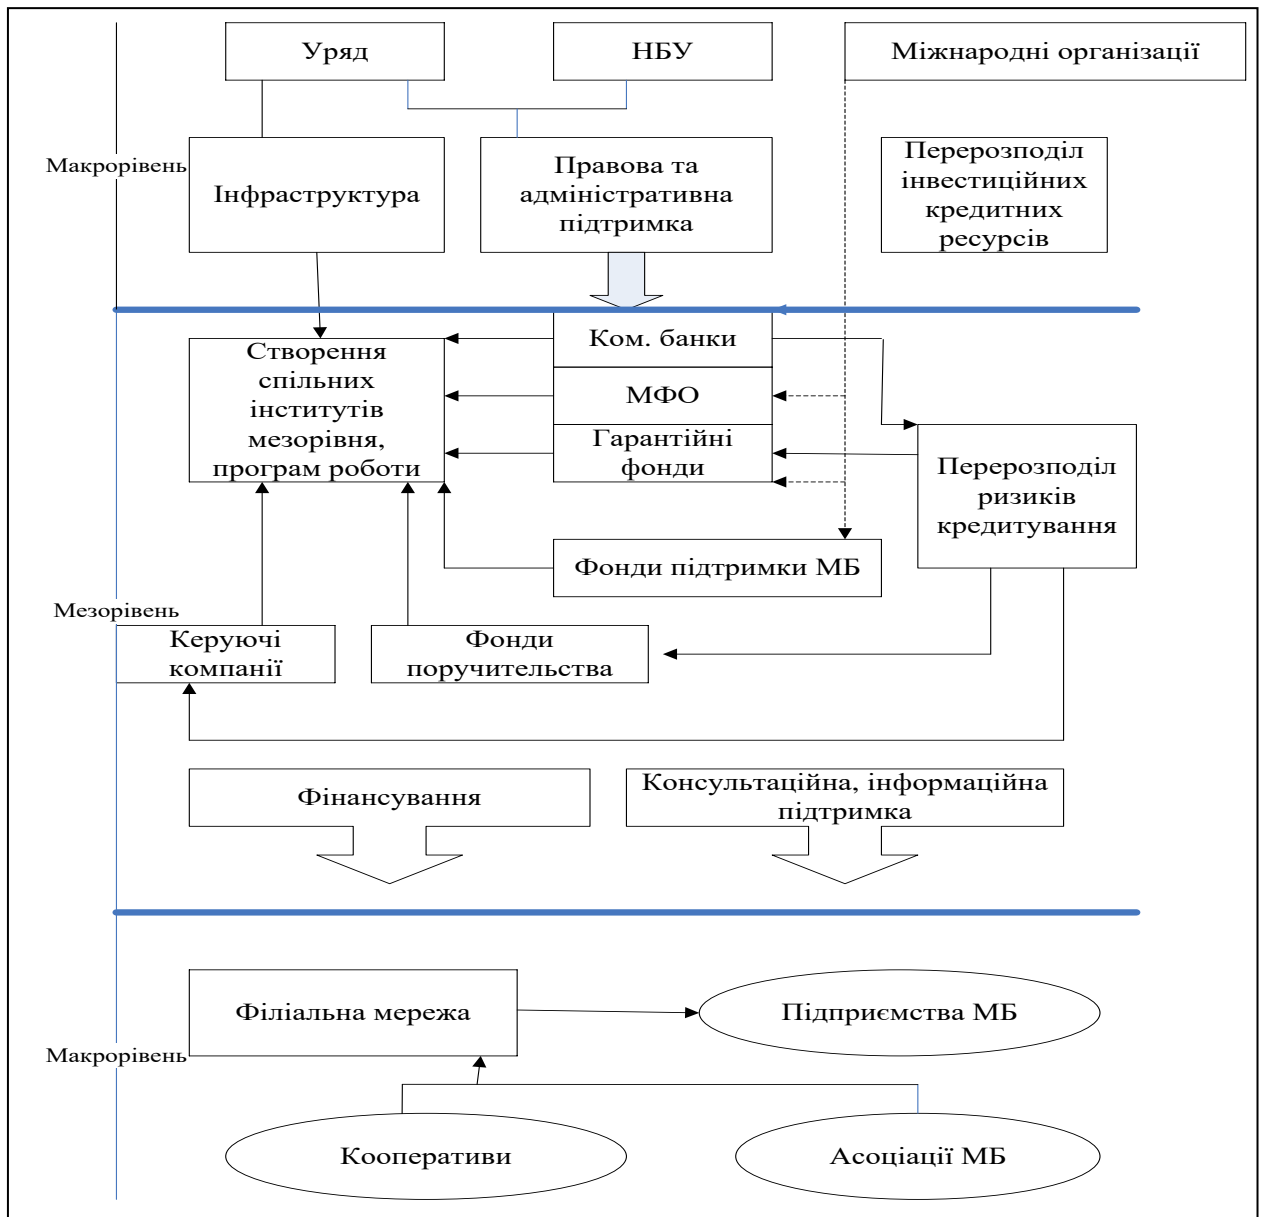 Уряд
НБУ
Міжнародні організації
Макрорівень
Інфраструктура
Правова та
адміністративна
підтримка
Перерозподіл
інвестиційних
кредитних
ресурсів
Створення
спільних
інститутів
мезорівня,
програм роботи
Ком. банки
МФО
Гарантійні
фонди
Перерозподіл
ризиків
кредитування
Фонди підтримки МБ
Мезорівень
Керуючі
компанії
Фонди
поручительства
Фінансування
Консультаційна, інформаційна
підтримка
Філіальна мережа
Підприємства МБ
Макрорівень
Кооперативи
Асоціації МБ